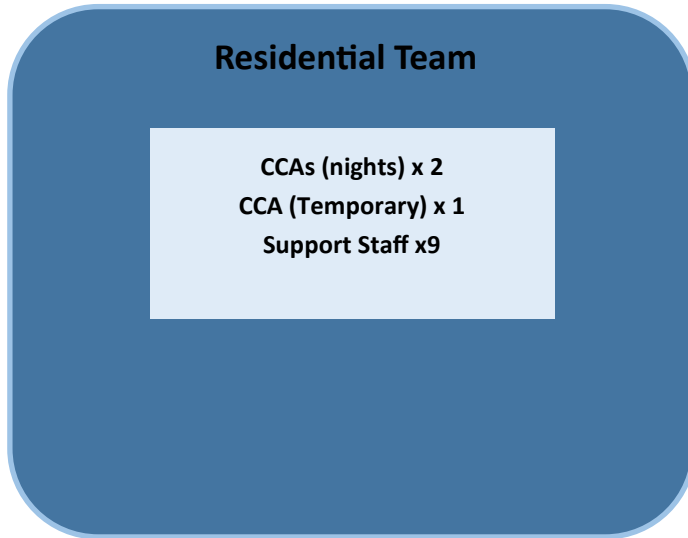 Residential Team
CCAs (nights) x 2
CCA (Temporary) x 1
Support Staff x9